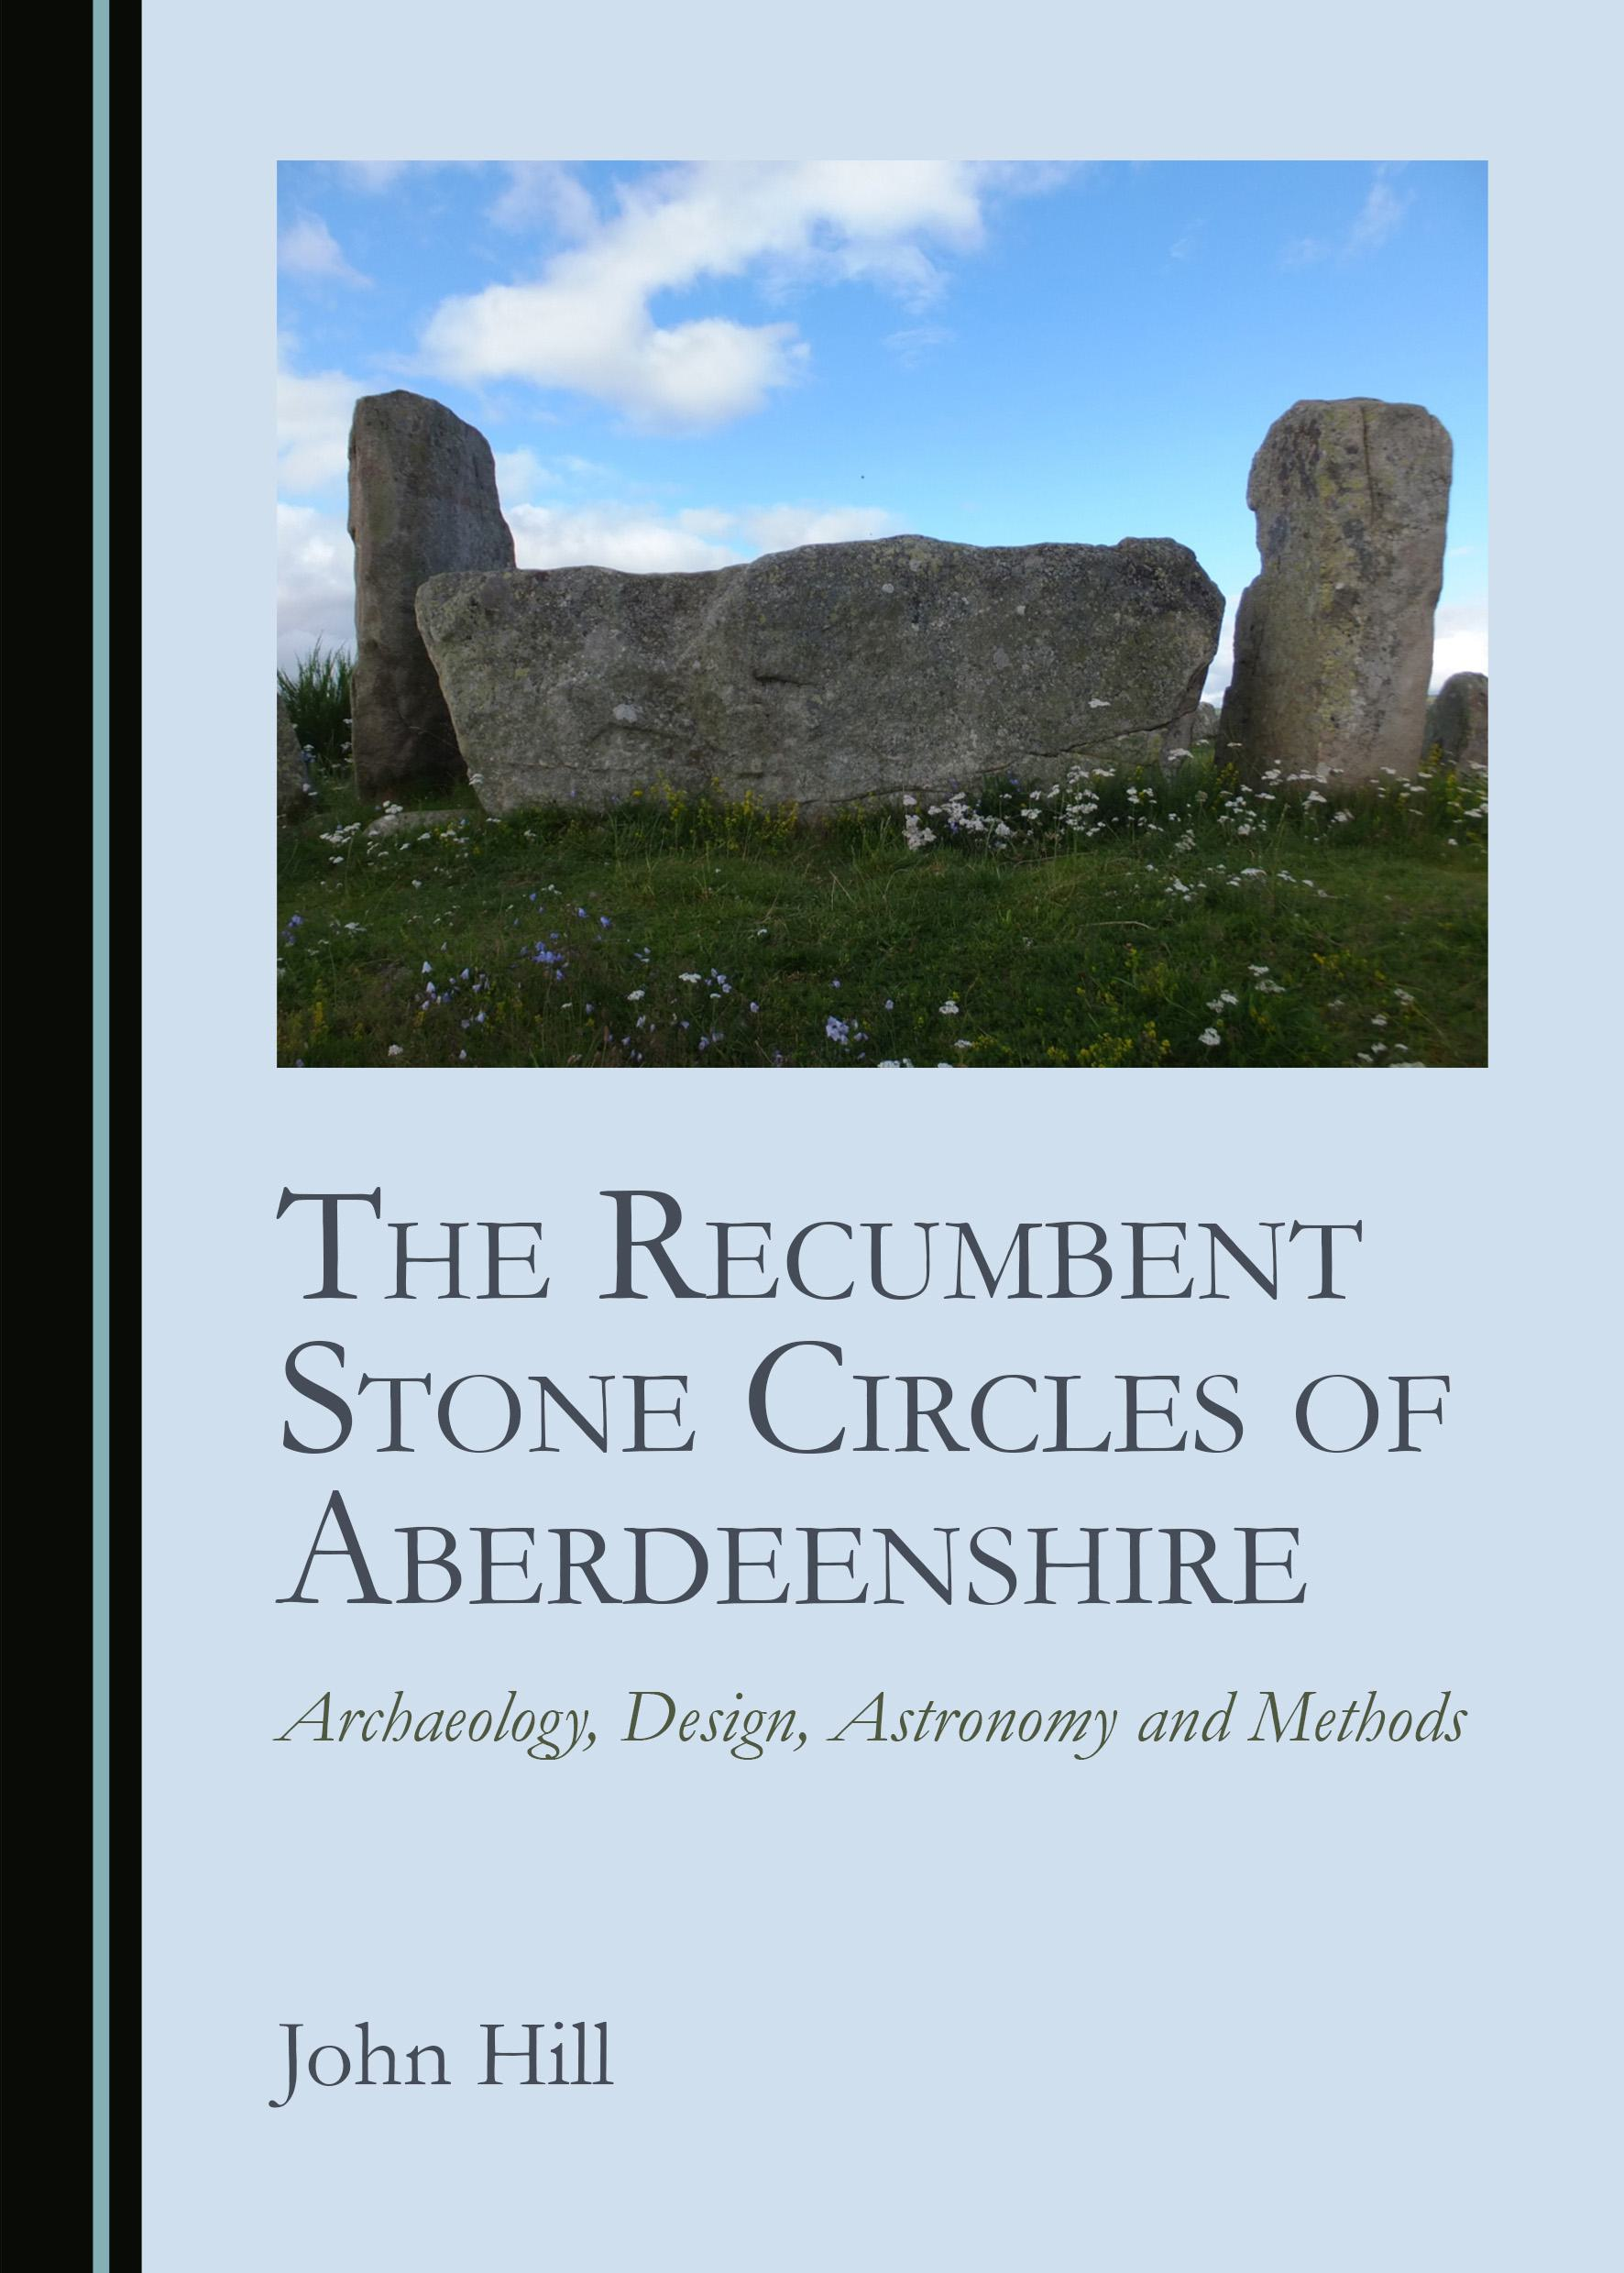 The Recumbent
Stone Circles of
Aberdeenshire
Archaeology, Design, Astronomy and Methods
John Hill